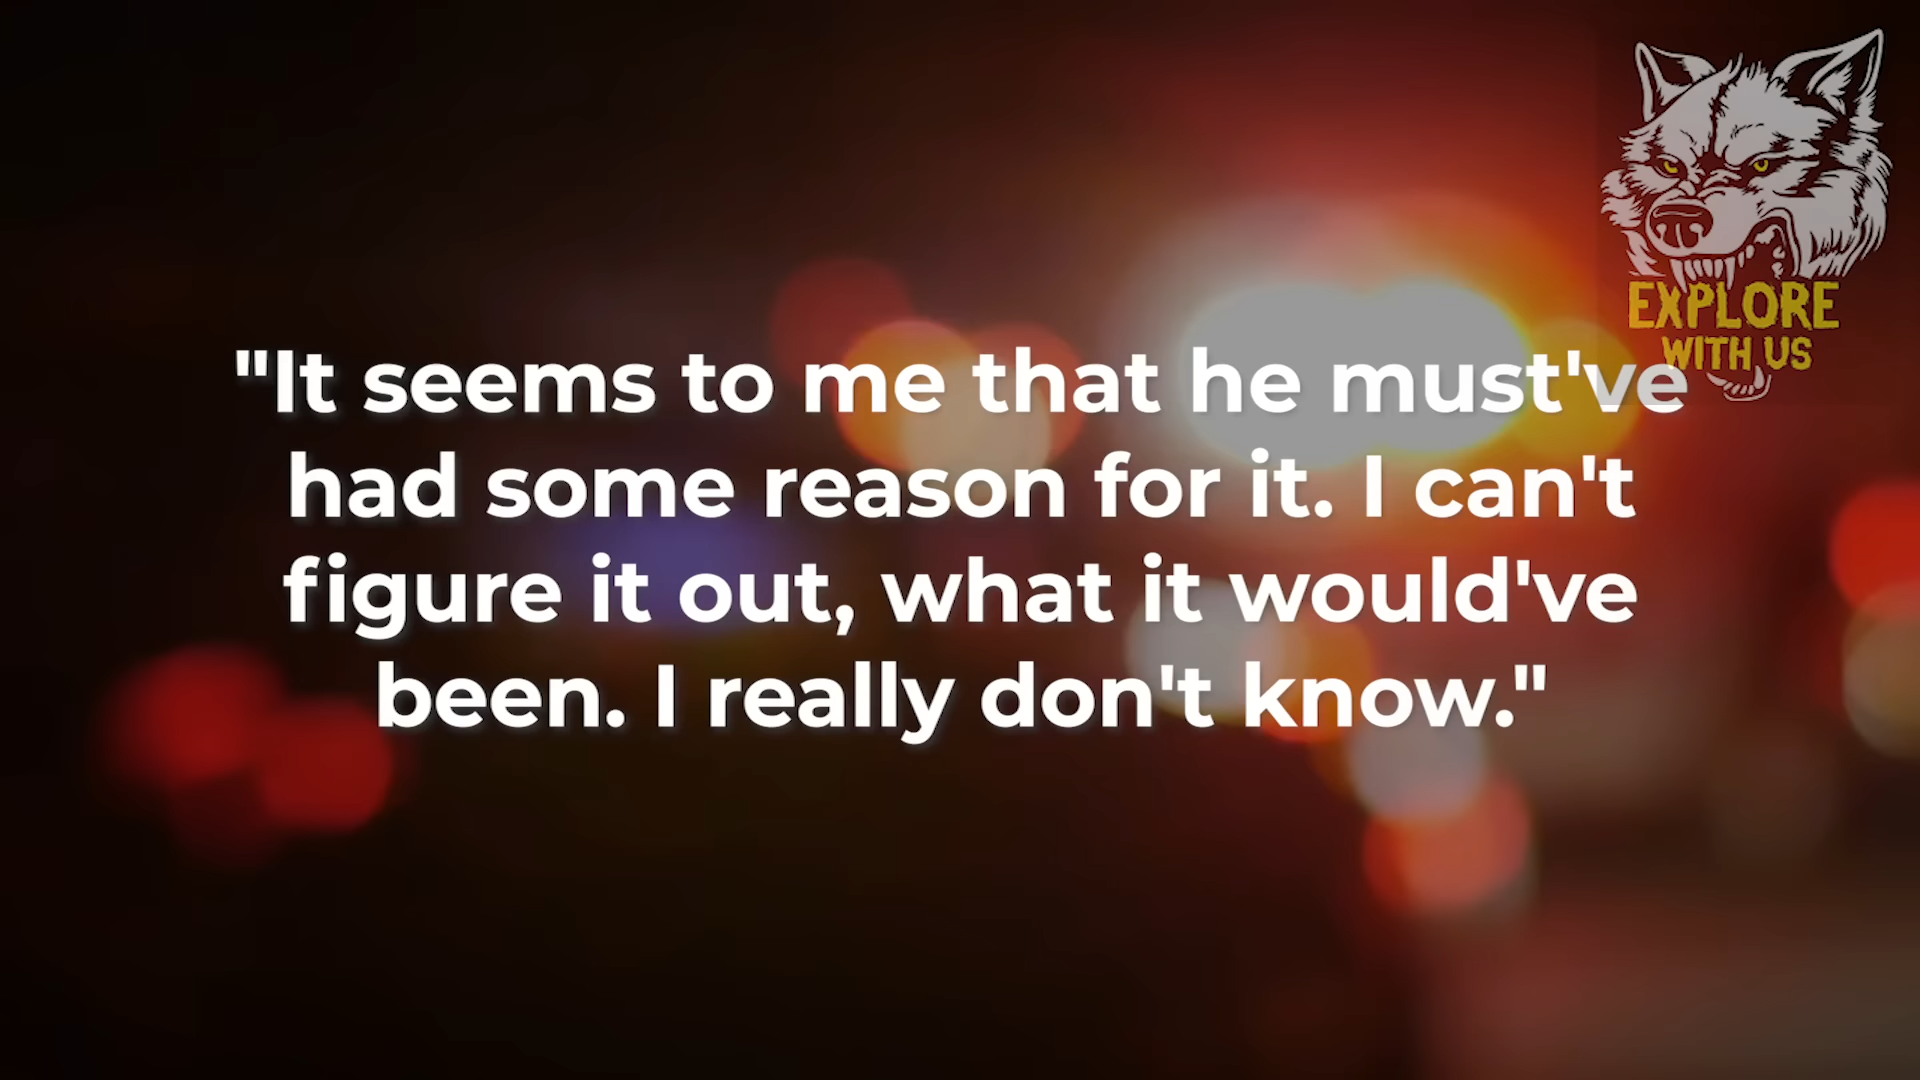 EXPLORE
WITH US
"It seems to me that he must've
had some reason for it. I can't
figure it out, what it would've
been. I really don't know."